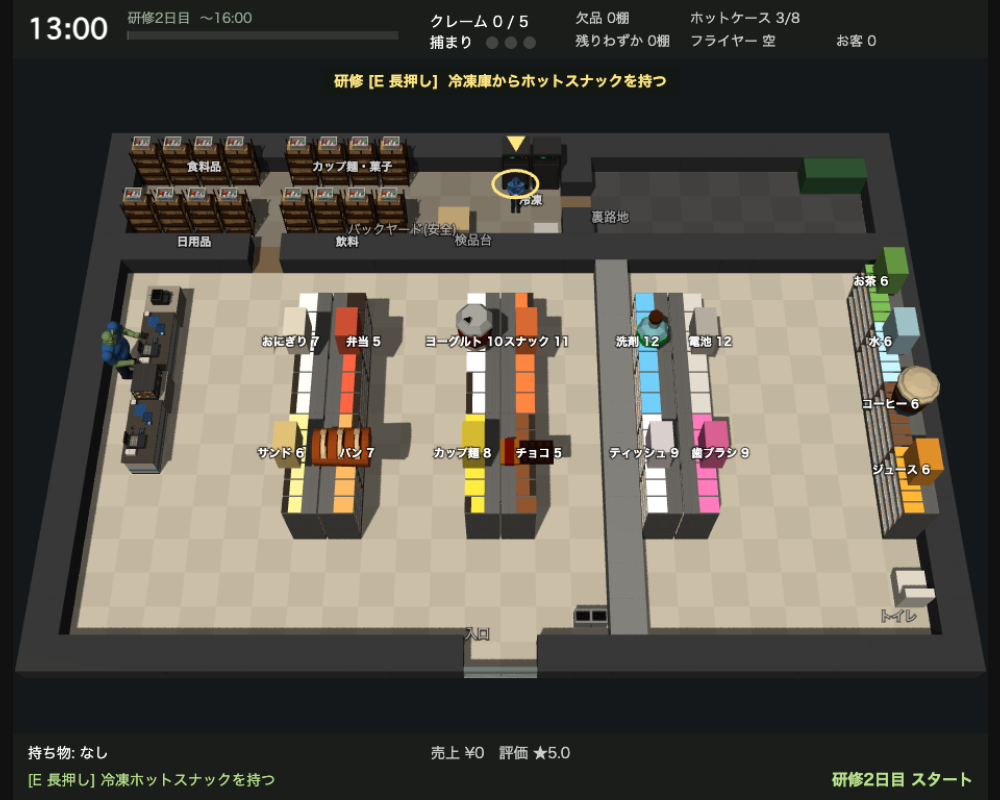 13:00
研修2日目 ～16:00
クレーム 0 / 5
捕まり
欠品 0棚
残りわずか 0棚
ホットケース 3/8
フライヤー 空
お客 0
研修 [E 長押し] 冷凍庫からホットスナックを持つ
食料品
カップ麺・菓子
冷凍
裏路地
バックヤード(安全)
検品台
日用品
飲料
お茶 6
おにぎり 7
弁当 5
ヨーグルト 10
スナック 11
洗剤 12
電池 12
水 6
コーヒー 6
サンド 6
パン 7
カップ麺 8
チョコ 5
ティッシュ 9
歯ブラシ 9
ジュース 6
トイレ
入口
持ち物: なし
売上 ¥0 評価 ★5.0
[E 長押し] 冷凍ホットスナックを持つ
研修2日目 スタート